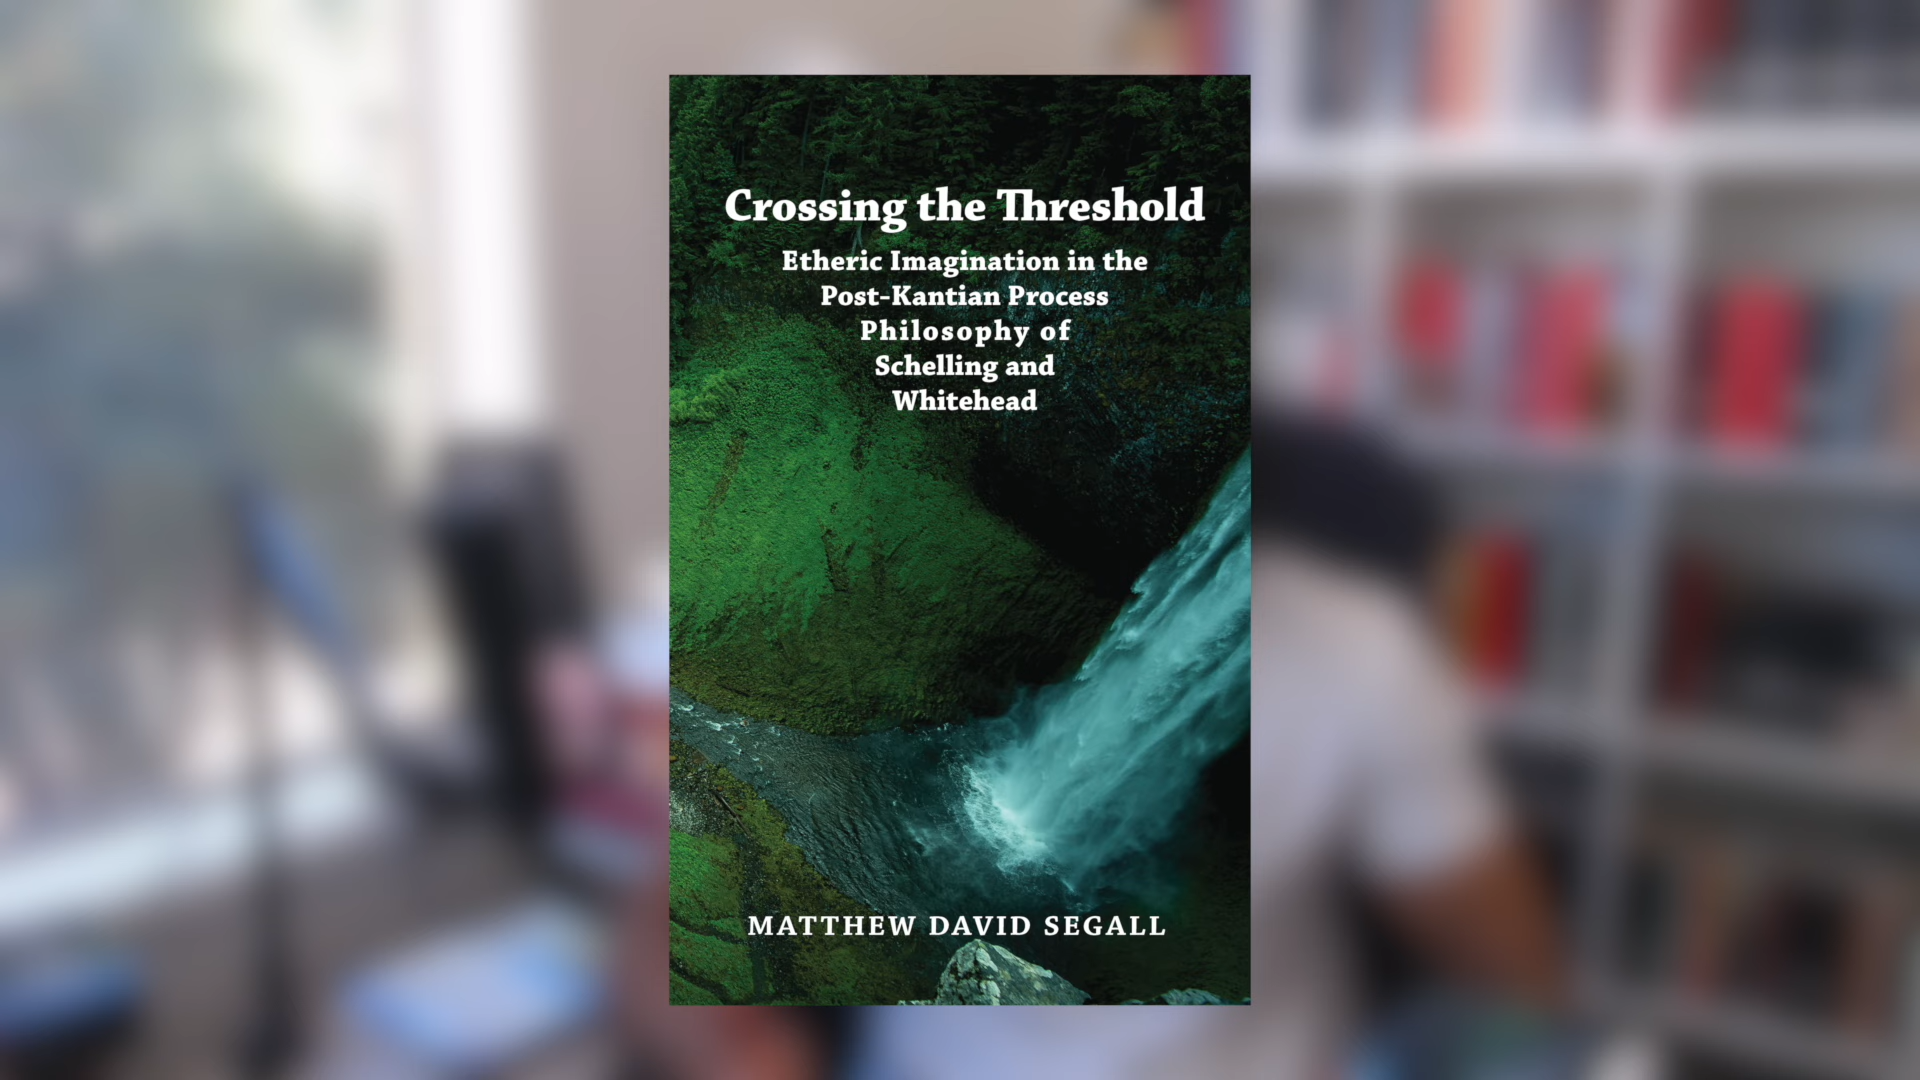 Crossing the Threshold
Etheric Imagination in the
Post-Kantian Process
Philosophy of
Schelling and
Whitehead
MATTHEW DAVID SEGALL